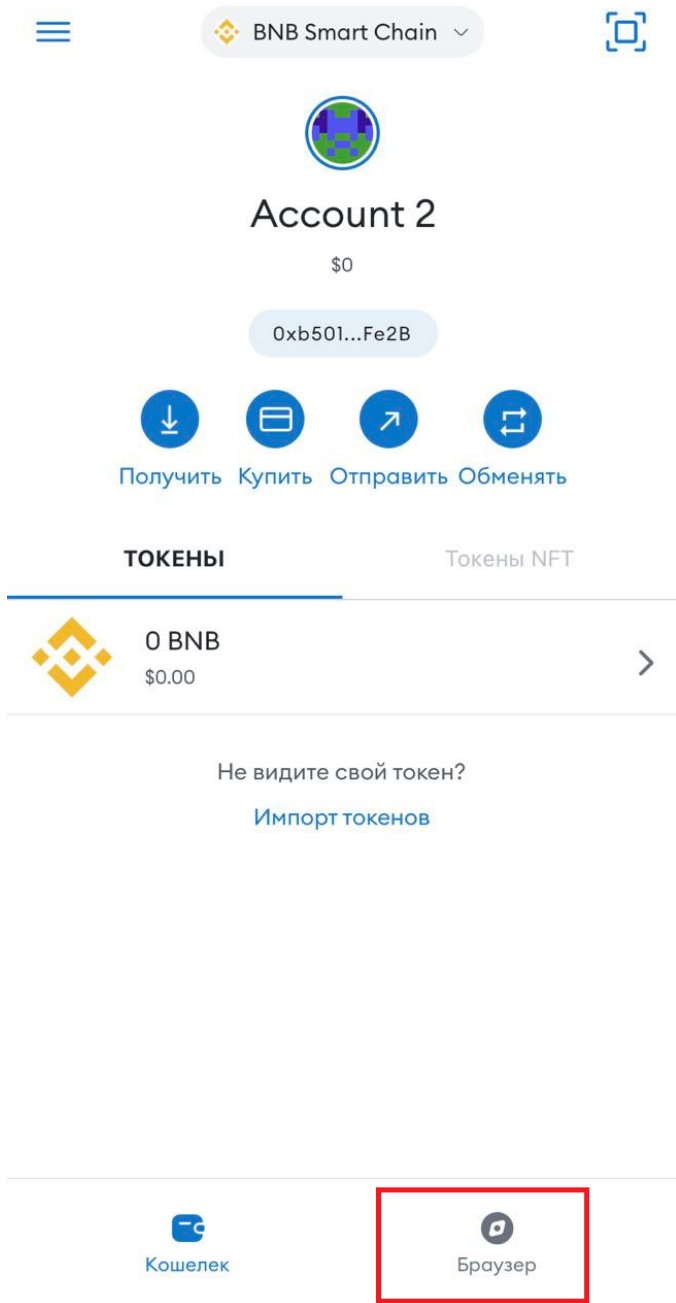 BNB Smart Chain
Account 2
$0
0xb501...Fe2B
Получить Купить Отправить Обменять
ТОКЕНЫ Токены NFT
0 BNB
$0.00
Не видите свой токен?
Импорт токенов
Кошелек Браузер